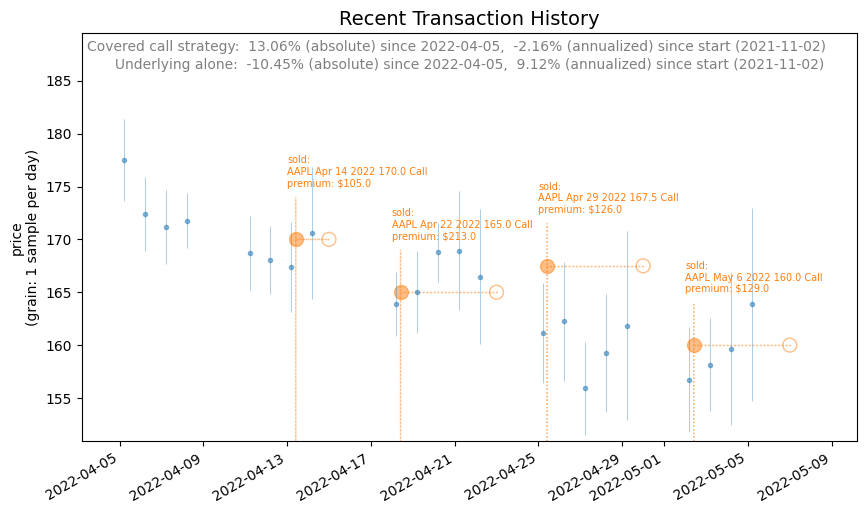 Recent Transaction History
Covered call strategy:  13.06% (absolute) since 2022-04-05,  -2.16% (annualized) since start (2021-11-02)
Underlying alone:  -10.45% (absolute) since 2022-04-05,  9.12% (annualized) since start (2021-11-02)
185
180
175
170
165
160
155
price
(grain: 1 sample per day)
sold:
AAPL Apr 14 2022 170.0 Call
premium: $105.0
sold:
AAPL Apr 22 2022 165.0 Call
premium: $213.0
sold:
AAPL Apr 29 2022 167.5 Call
premium: $126.0
sold:
AAPL May 6 2022 160.0 Call
premium: $129.0
2022-04-05
2022-04-09
2022-04-13
2022-04-17
2022-04-21
2022-04-25
2022-04-29
2022-05-01
2022-05-05
2022-05-09